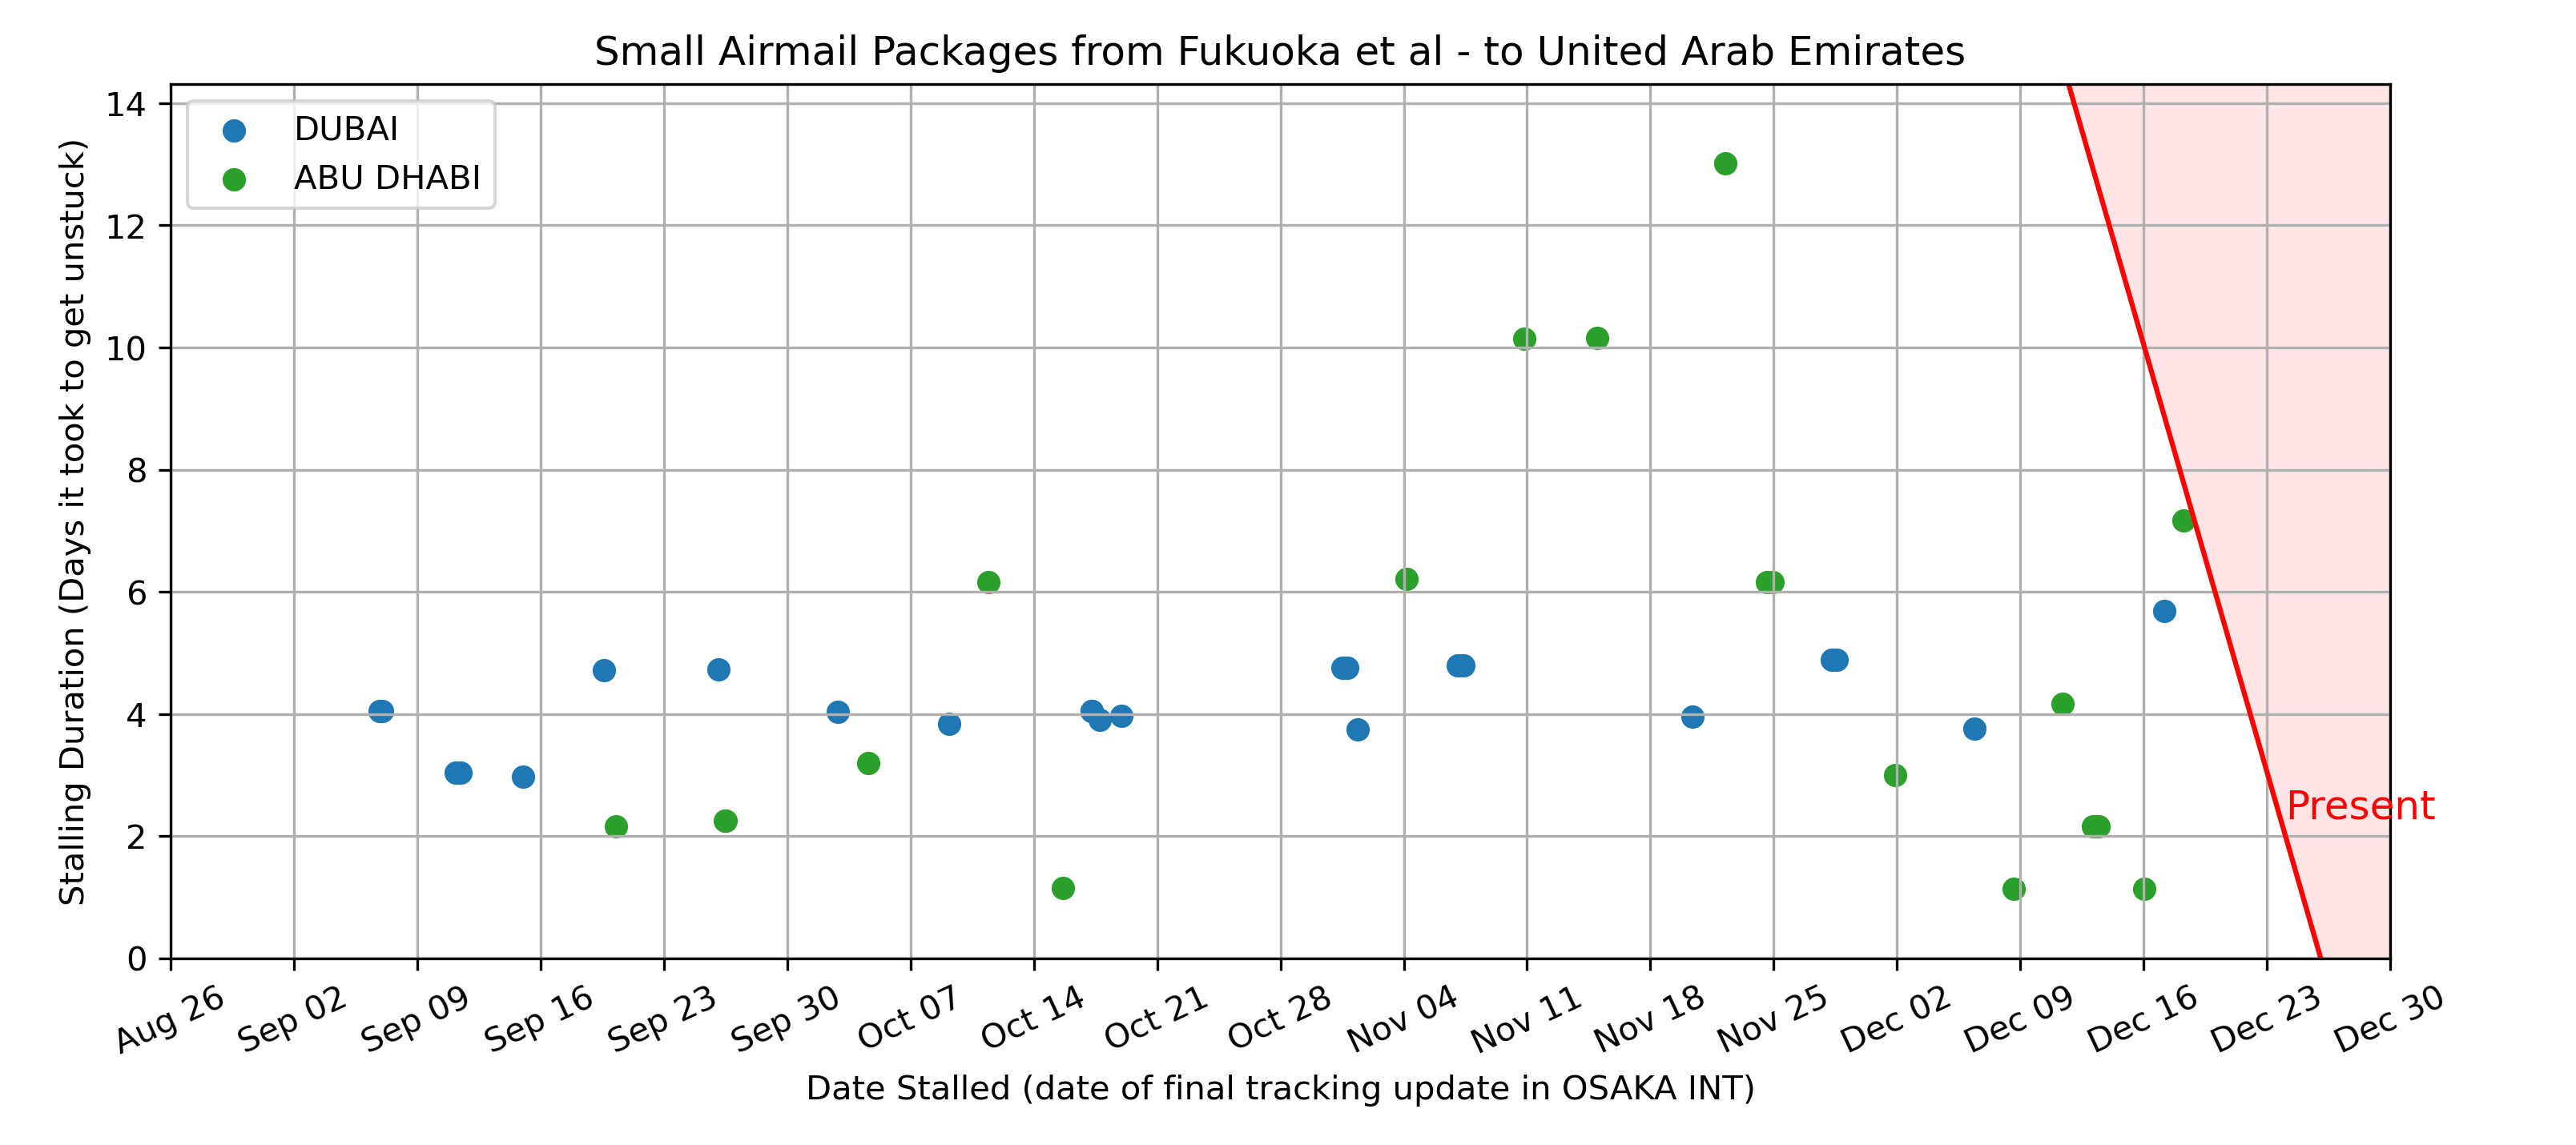 Small Airmail Packages from Fukuoka et al - to United Arab Emirates
DUBAI
ABU DHABI
Stalling Duration (Days it took to get unstuck)
14
12
10
8
6
4
2
0
Present
Aug 26 Sep 02 Sep 09 Sep 16 Sep 23 Sep 30 Oct 07 Oct 14 Oct 21 Oct 28 Nov 04 Nov 11 Nov 18 Nov 25 Dec 02 Dec 09 Dec 16 Dec 23 Dec 30
Date Stalled (date of final tracking update in OSAKA INT)